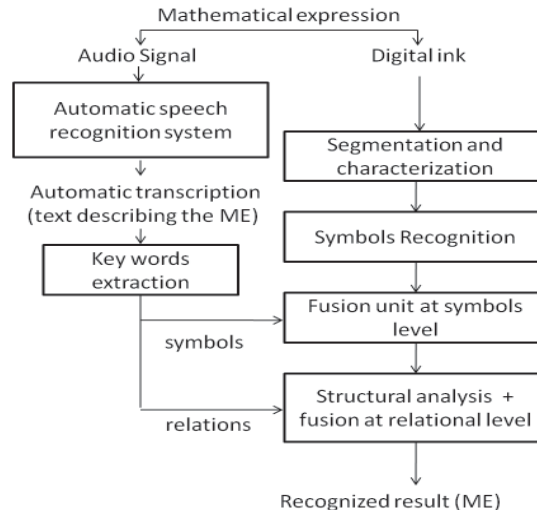 Mathematical expression
Audio Signal
Digital ink
Automatic speech
recognition system
Segmentation and
characterization
Automatic transcription
(text describing the ME)
Symbols Recognition
Key words
extraction
Fusion unit at symbols
level
symbols
Structural analysis +
fusion at relational level
relations
Recognized result (ME)